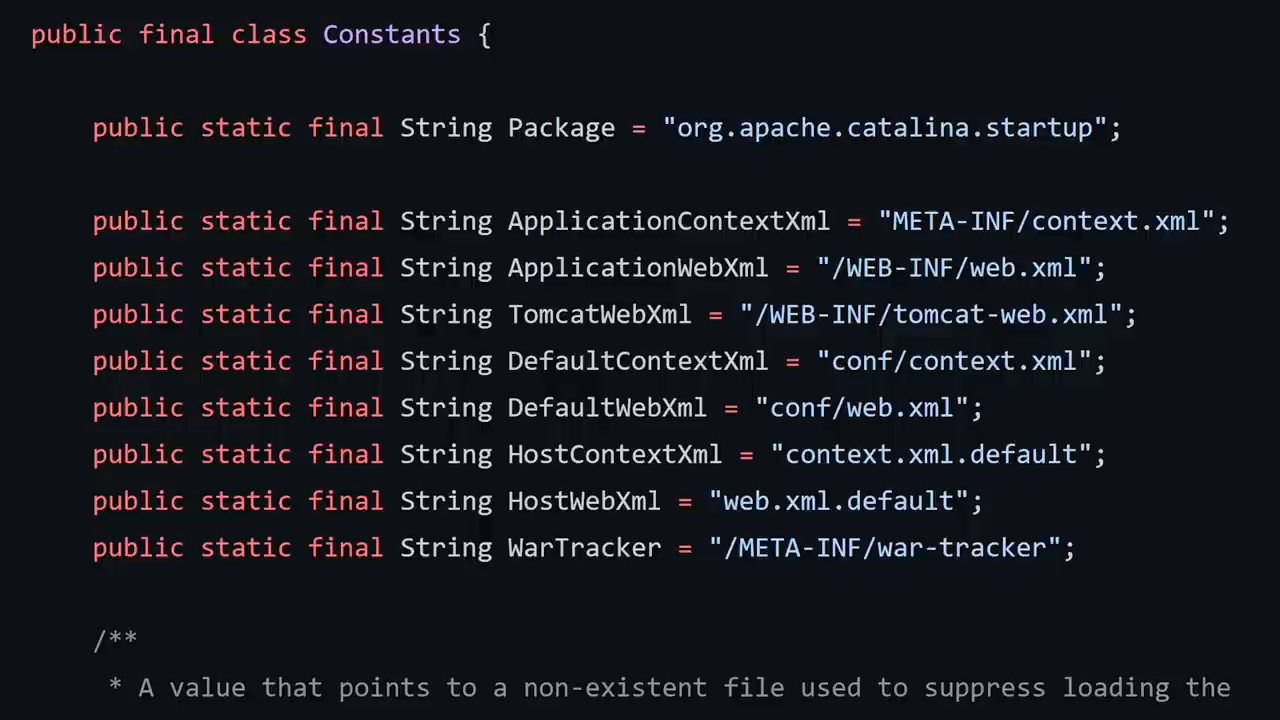 public final class Constants {
public static final String Package = "org.apache.catalina.startup";
public static final String ApplicationContextXml = "META-INF/context.xml";
public static final String ApplicationWebXml = "/WEB-INF/web.xml";
public static final String TomcatWebXml = "/WEB-INF/tomcat-web.xml";
public static final String DefaultContextXml = "conf/context.xml";
public static final String DefaultWebXml = "conf/web.xml";
public static final String HostContextXml = "context.xml.default";
public static final String HostWebXml = "web.xml.default";
public static final String WarTracker = "/META-INF/war-tracker";
/**
* A value that points to a non-existent file used to suppress loading the